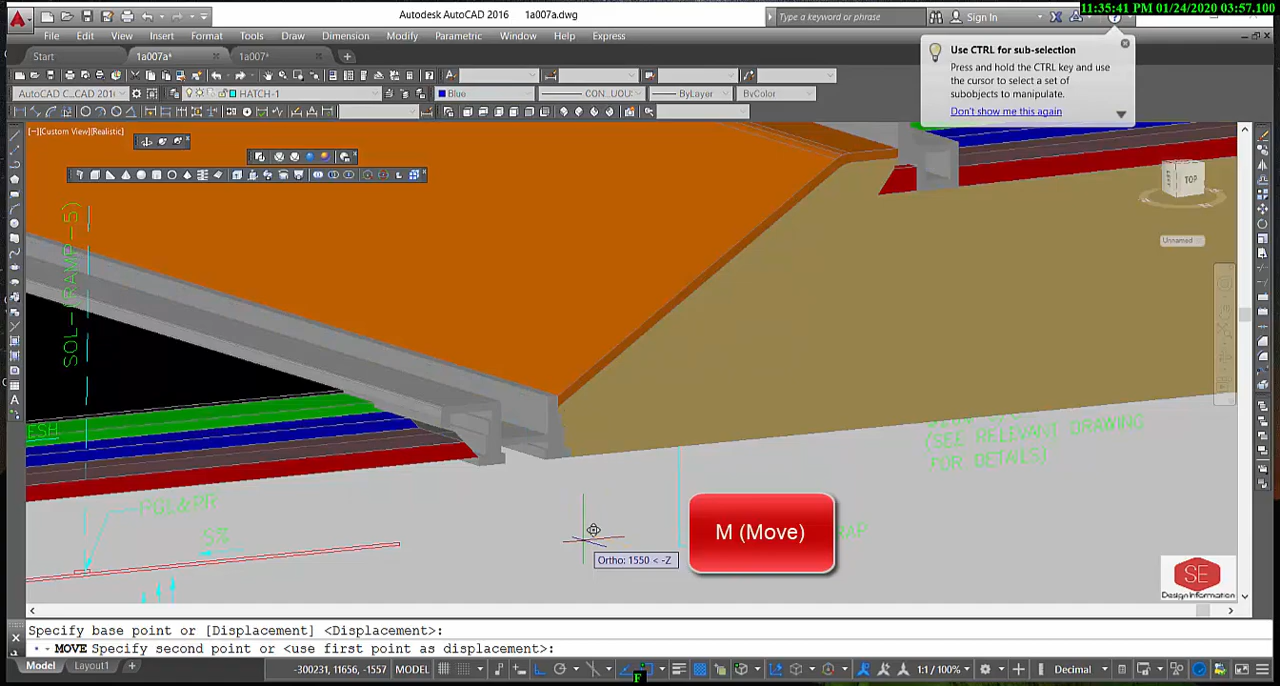 11:35:41 PM 01/24/2020 03:57.100
Autodesk AutoCAD 2016 1a007a.dwg
Type a keyword or phrase
Sign In
File Edit View Insert Format Tools Draw Dimension Modify Parametric Window Help Express
Start 1a007a* 1a007*
Use CTRL for sub-selection
Press and hold the CTRL key and use
the cursor to select a set of
subobjects to manipulate.
Don't show me this again
AutoCAD C...CAD 2016 HATCH-1 Blue CON_UOU ByLayer ByColor
[−][Custom View][Realistic]
LEFT TOP
Unnamed
SOL-(RAMP-5)
ESH
PGL&PR
5%
(SEE RELEVANT DRAWING
FOR DETAILS)
M (Move)
RAP
Ortho: 1550 < -Z
SE
Design Information
Specify base point or [Displacement] <Displacement>:
MOVE Specify second point or <use first point as displacement>:
Model Layout1 -300231, 11656, -1557 MODEL 1:1 / 100% Decimal
F